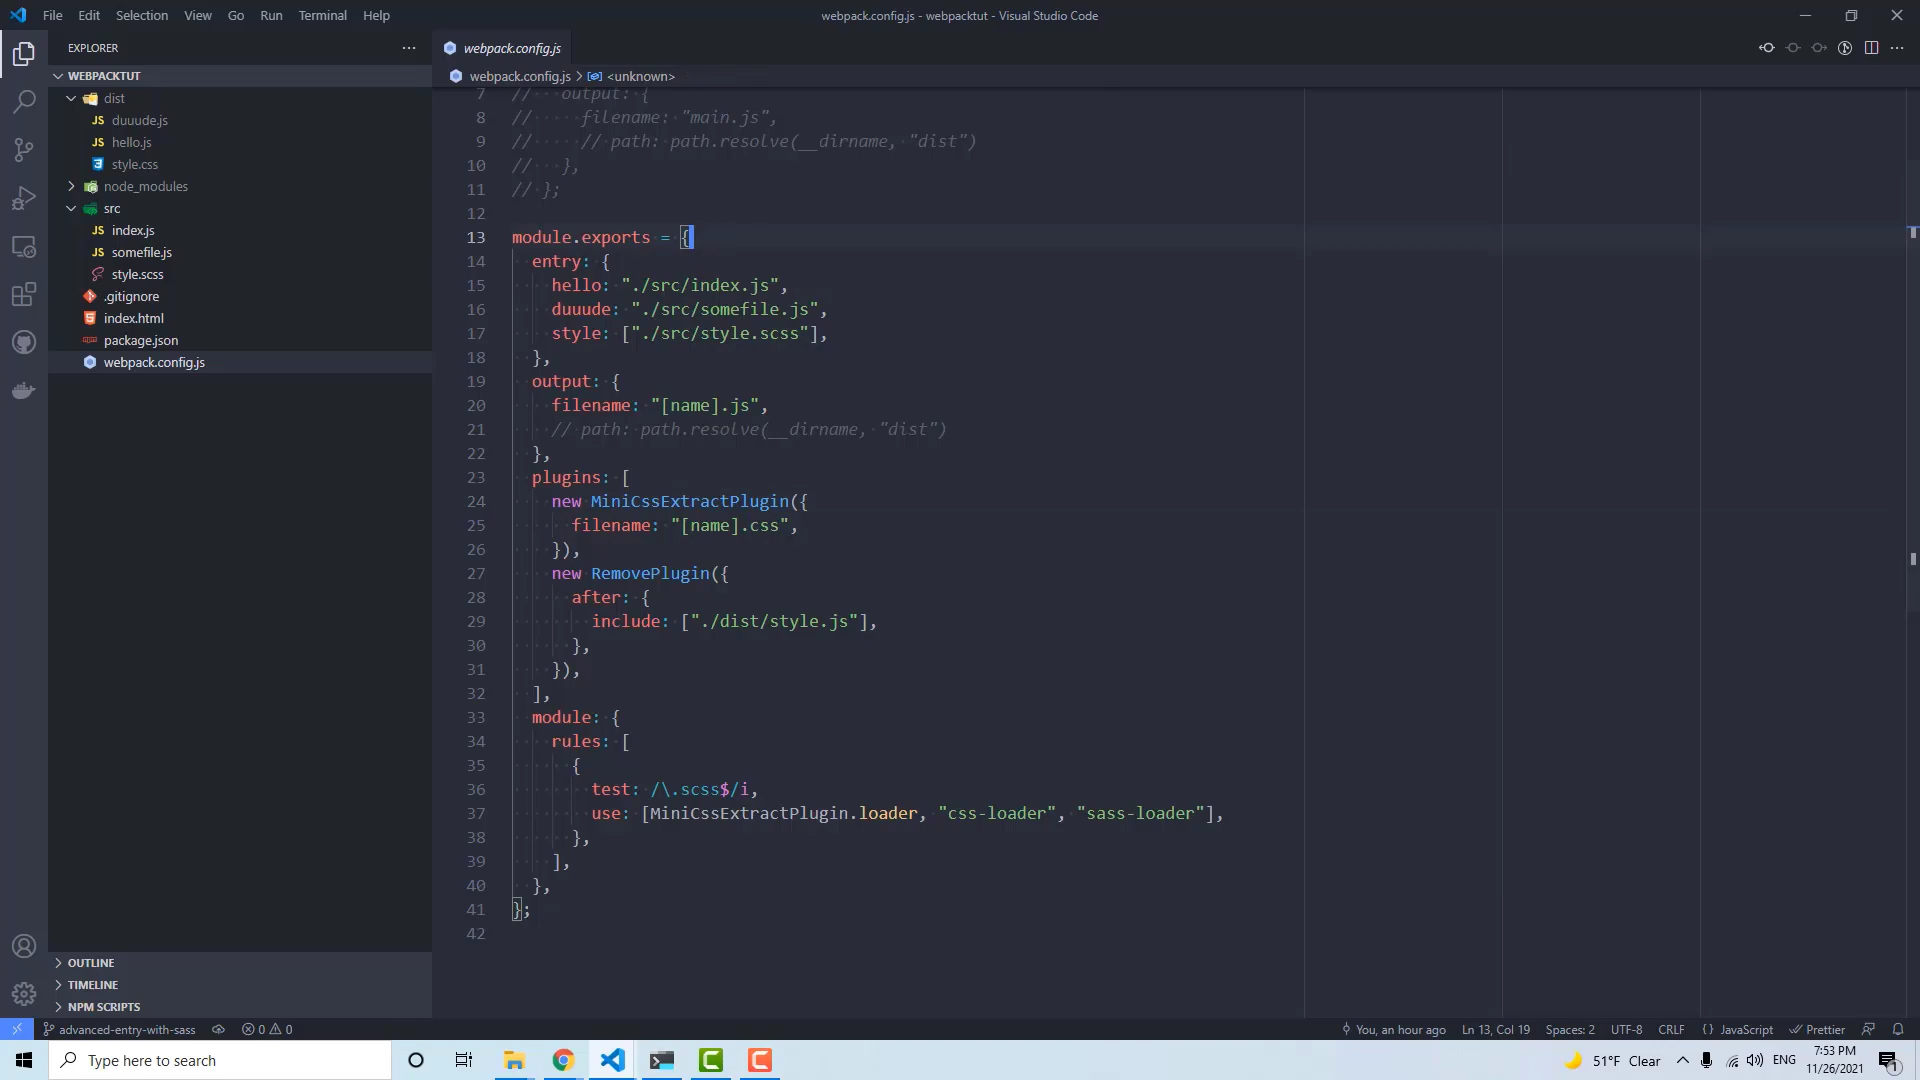 File Edit Selection View Go Run Terminal Help
webpack.config.js - webpacktut - Visual Studio Code
EXPLORER
WEBPACKTUT
dist
duuude.js
hello.js
style.css
node_modules
src
index.js
somefile.js
style.scss
.gitignore
index.html
package.json
webpack.config.js
OUTLINE
TIMELINE
NPM SCRIPTS
webpack.config.js
webpack.config.js > <unknown>
7 // output: {
8 // filename: "main.js",
9 // // path: path.resolve(__dirname, "dist")
10 // },
11 // };
12
13 module.exports = {
14 entry: {
15 hello: "./src/index.js",
16 duuude: "./src/somefile.js",
17 style: ["./src/style.scss"],
18 },
19 output: {
20 filename: "[name].js",
21 // path: path.resolve(__dirname, "dist")
22 },
23 plugins: [
24 new MiniCssExtractPlugin({
25 filename: "[name].css",
26 }),
27 new RemovePlugin({
28 after: {
29 include: ["./dist/style.js"],
30 },
31 }),
32 ],
33 module: {
34 rules: [
35 {
36 test: /\.scss$/i,
37 use: [MiniCssExtractPlugin.loader, "css-loader", "sass-loader"],
38 },
39 ],
40 },
41 };
42
advanced-entry-with-sass 0 0 You, an hour ago Ln 13, Col 19 Spaces: 2 UTF-8 CRLF {} JavaScript Prettier
Type here to search
51°F Clear ENG
7:53 PM
11/26/2021
1